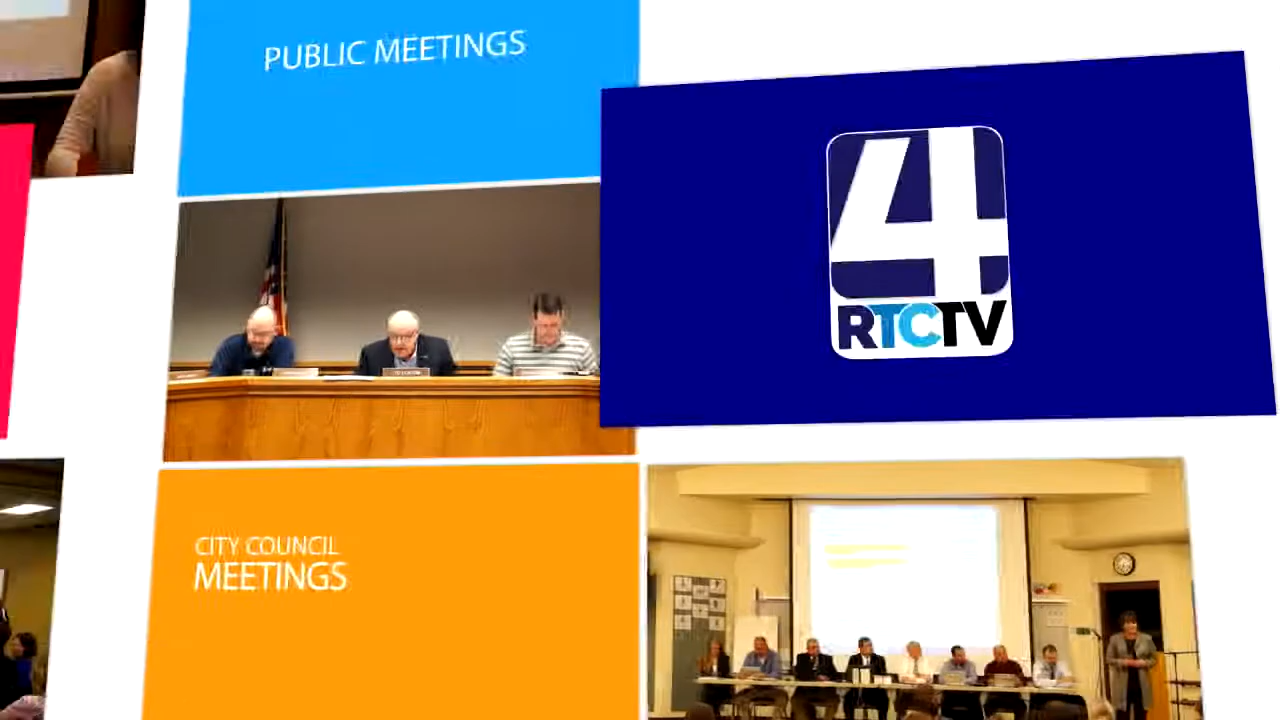 PUBLIC MEETINGS
4
RTCTV
CITY COUNCIL
MEETINGS